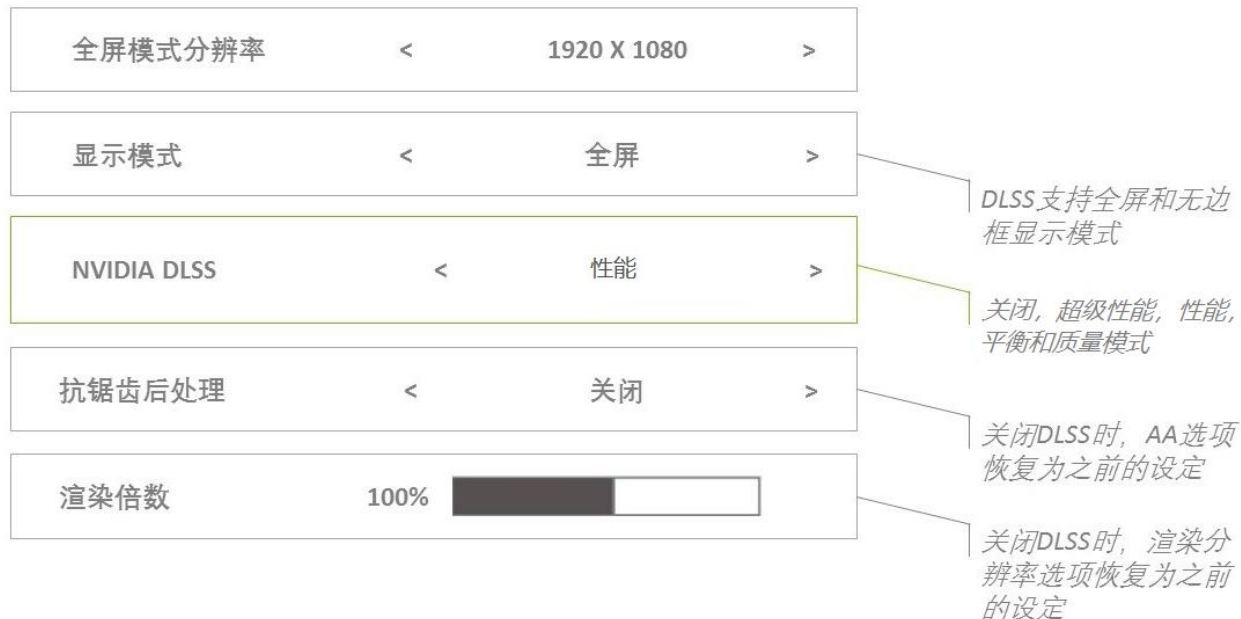 全屏模式分辨率 < 1920 X 1080 >
显示模式 < 全屏 >
DLSS支持全屏和无边
框显示模式
NVIDIA DLSS < 性能 >
关闭, 超级性能, 性能,
平衡和质量模式
抗锯齿后处理 < 关闭 >
关闭DLSS时, AA选项
恢复为之前的设定
渲染倍数 100%
关闭DLSS时, 渲染分
辨率选项恢复为之前
的设定